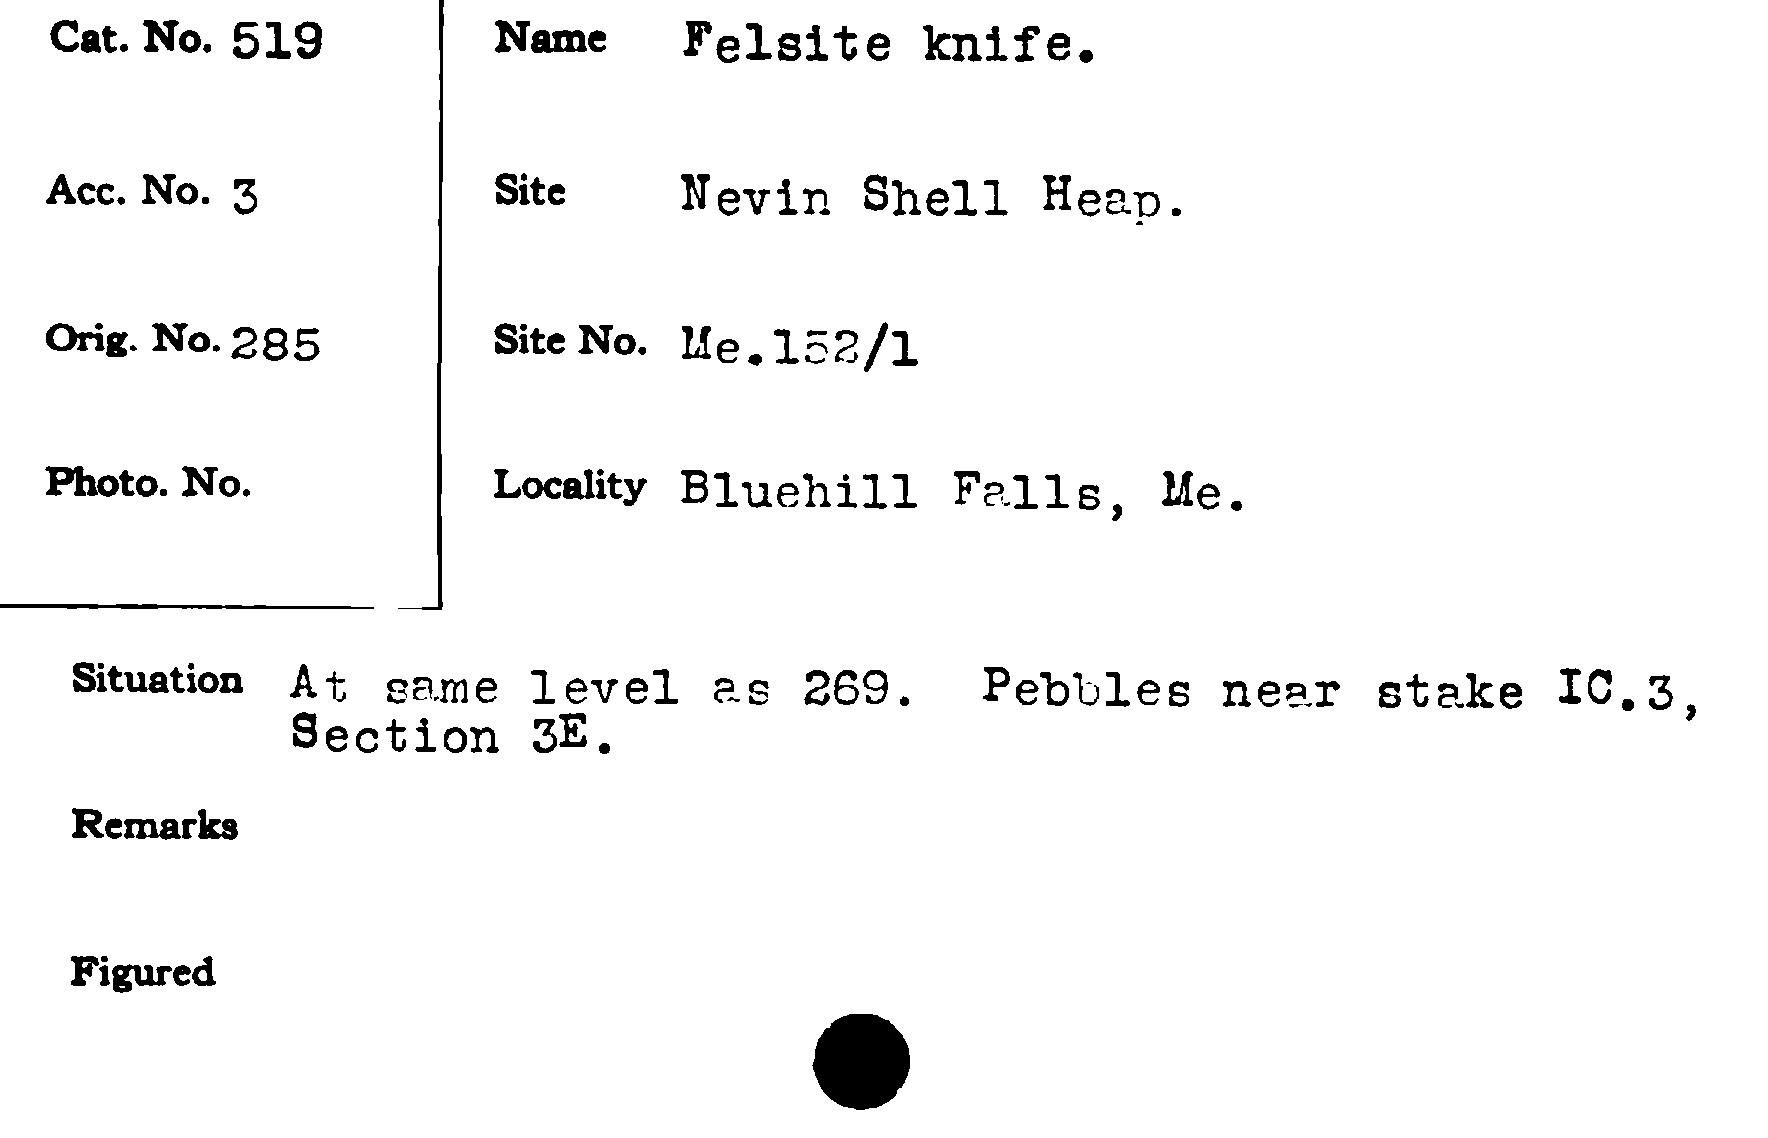 Cat. No. 519
Name Felsite knife.
Acc. No. 3
Site Nevin Shell Heap.
Orig. No. 285
Site No. Me.152/1
Photo. No.
Locality Bluehill Falls, Me.
Situation At same level as 269. Pebbles near stake IC.3,
Section 3E.
Remarks
Figured